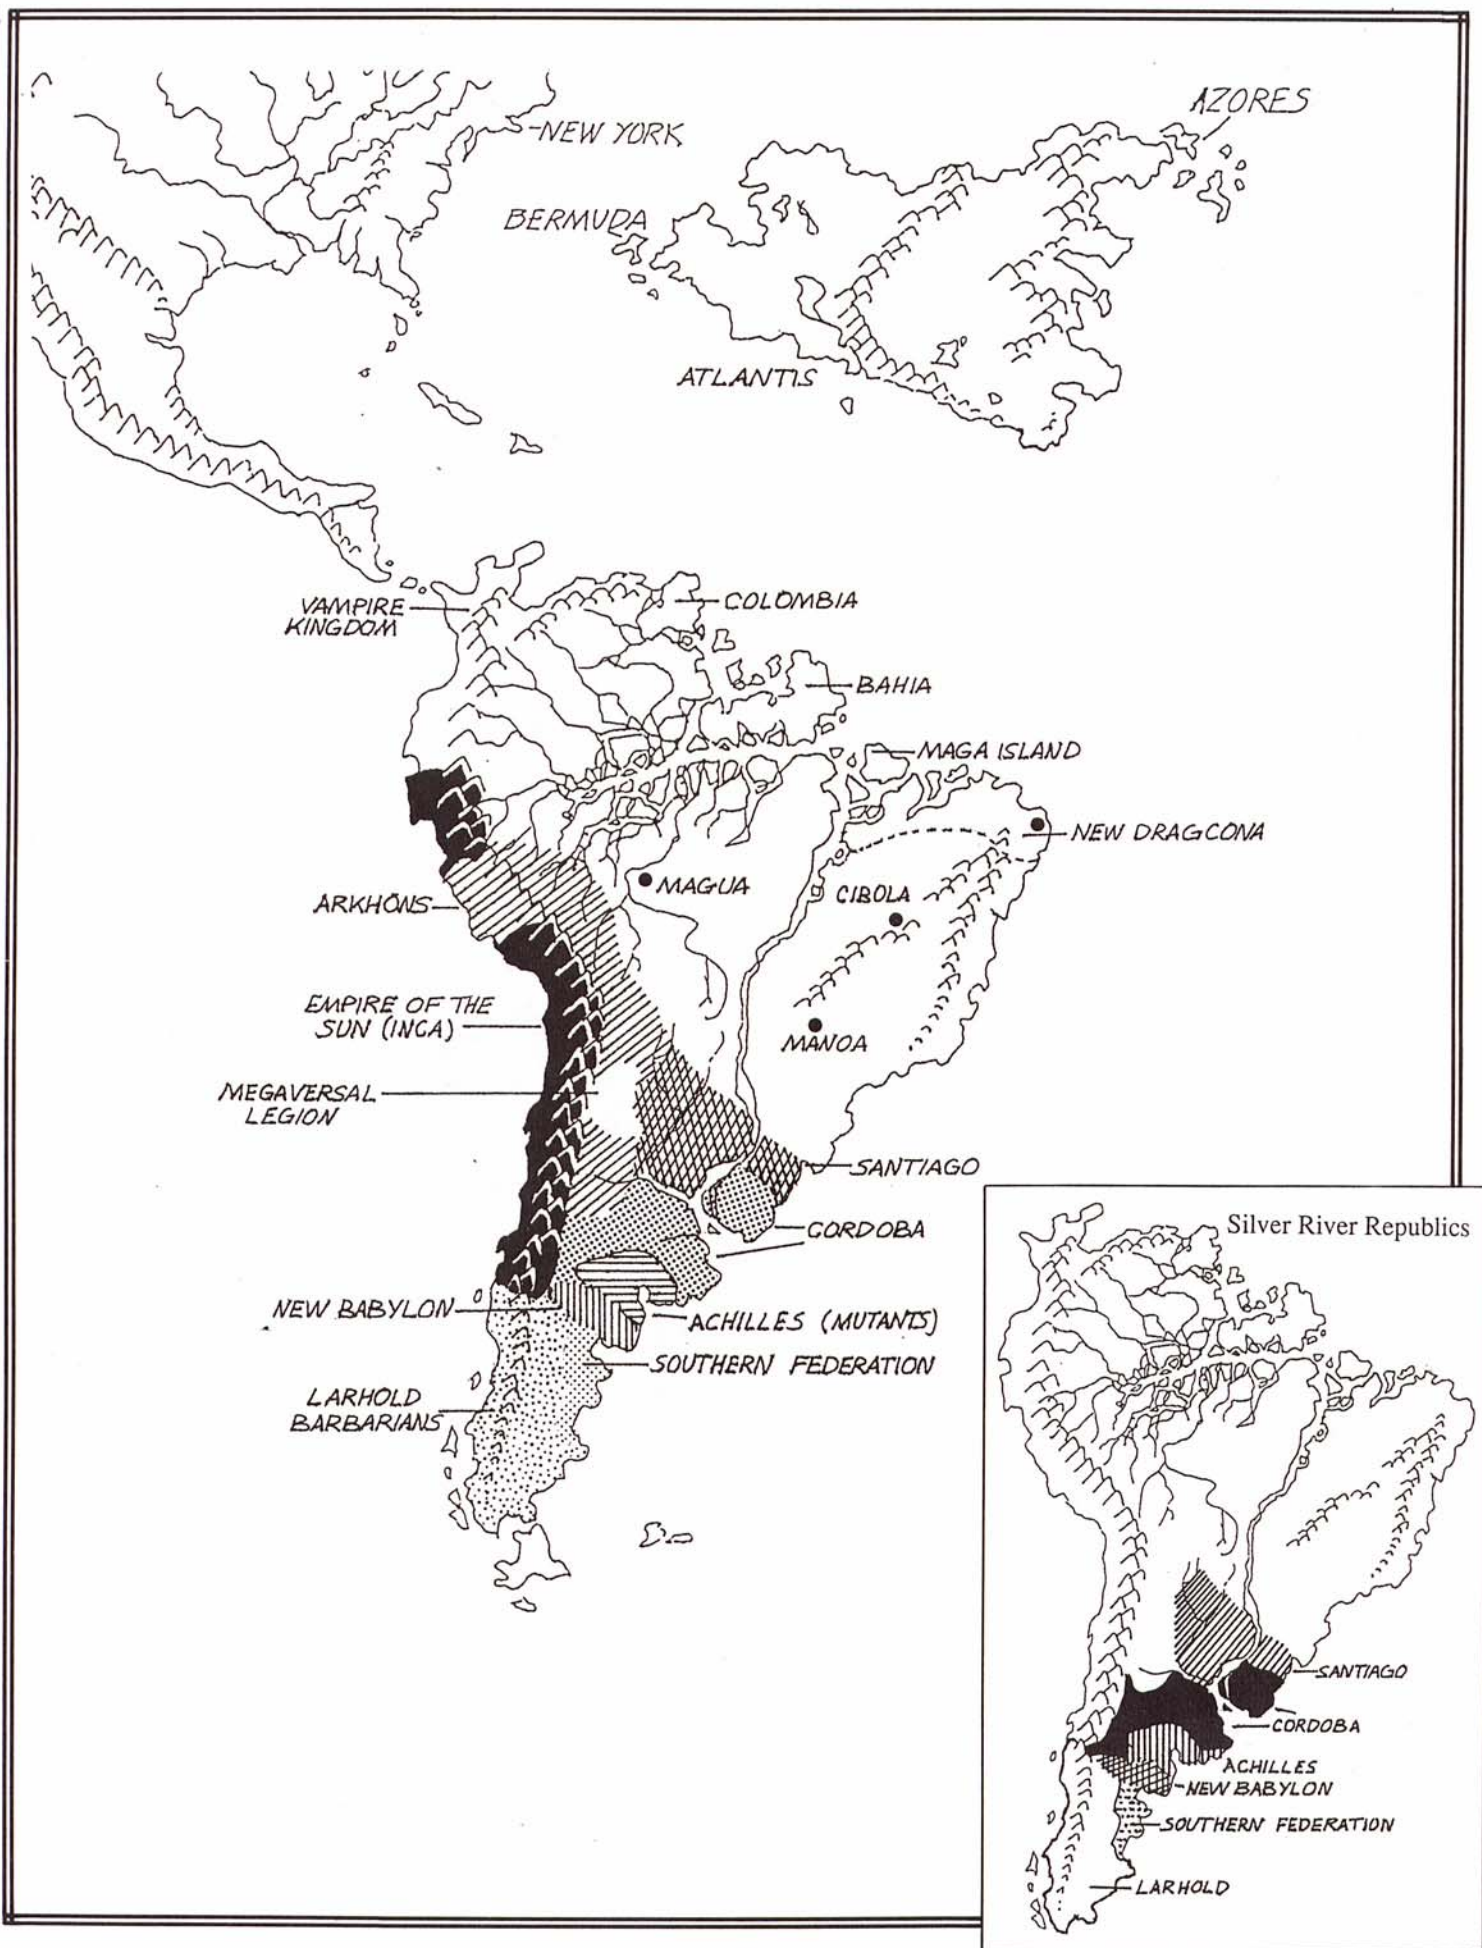 AZORES
NEW YORK
BERMUDA
ATLANTIS
VAMPIRE
KINGDOM
COLOMBIA
BAHIA
MAGA ISLAND
NEW DRAGCONA
MAGUA
CIBOLA
ARKHONS
EMPIRE OF THE
SUN (INCA)
MANOA
MEGAVERSAL
LEGION
SANTIAGO
CORDOBA
NEW BABYLON
ACHILLES (MUTANTS)
SOUTHERN FEDERATION
LARHOLD
BARBARIANS
Silver River Republics
SANTIAGO
CORDOBA
ACHILLES
NEW BABYLON
SOUTHERN FEDERATION
LARHOLD